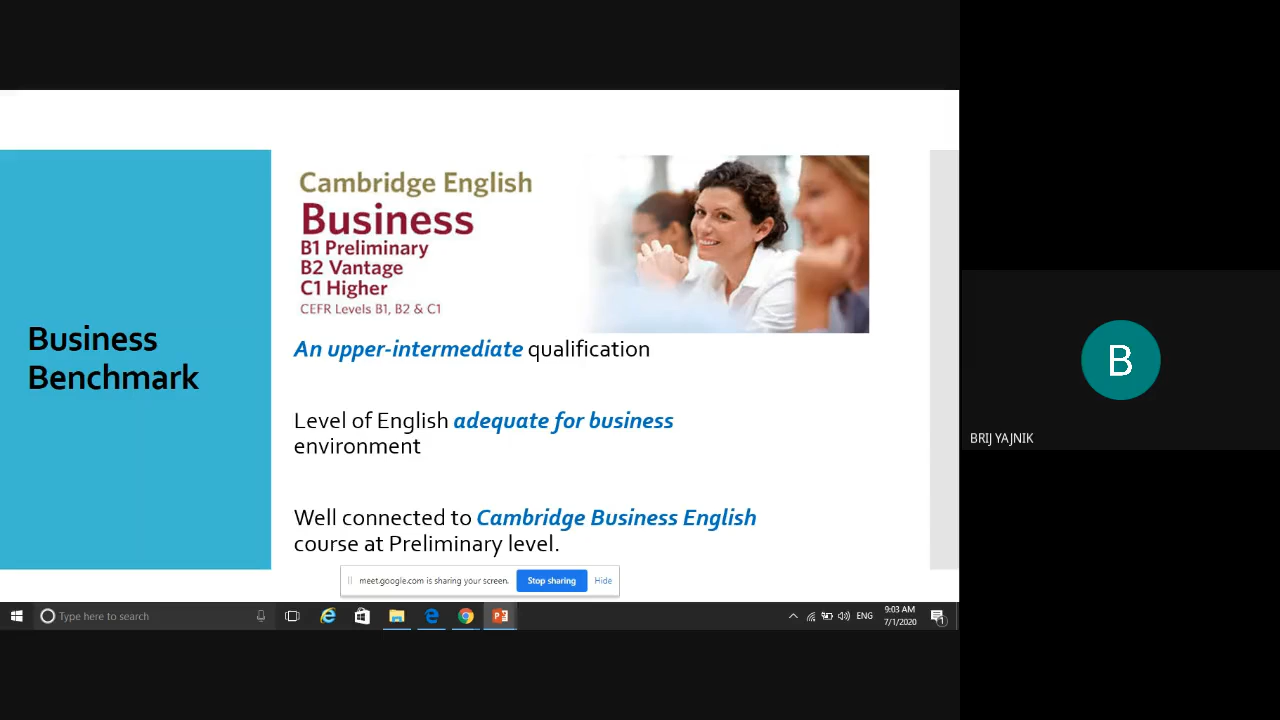 Business
Benchmark
Cambridge English
Business
B1 Preliminary
B2 Vantage
C1 Higher
CEFR Levels B1, B2 & C1
An upper-intermediate qualification
Level of English adequate for business
environment
Well connected to Cambridge Business English
course at Preliminary level.
meet.google.com is sharing your screen.
Stop sharing
Hide
Type here to search
ENG
9:03 AM
7/1/2020
1
B
BRIJ YAJNIK